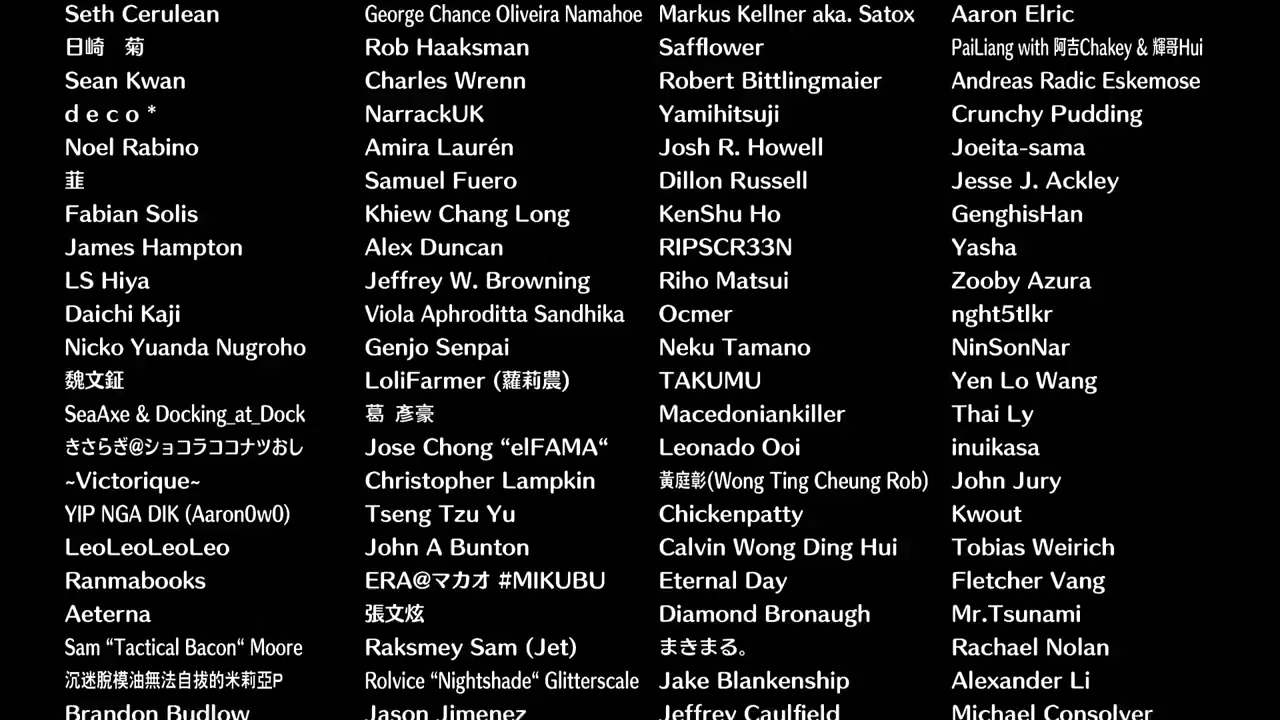 Seth Cerulean
日崎　菊
Sean Kwan
d e c o *
Noel Rabino
韮
Fabian Solis
James Hampton
LS Hiya
Daichi Kaji
Nicko Yuanda Nugroho
魏文鉦
SeaAxe & Docking_at_Dock
きさらぎ@ショコラココナツおし
~Victorique~
YIP NGA DIK (Aaron0w0)
LeoLeoLeoLeo
Ranmabooks
Aeterna
Sam “Tactical Bacon“ Moore
沉迷脫模油無法自拔的米莉亞P
Brandon Budlow
George Chance Oliveira Namahoe
Rob Haaksman
Charles Wrenn
NarrackUK
Amira Laurén
Samuel Fuero
Khiew Chang Long
Alex Duncan
Jeffrey W. Browning
Viola Aphroditta Sandhika
Genjo Senpai
LoliFarmer (蘿莉農)
葛 彥豪
Jose Chong “elFAMA“
Christopher Lampkin
Tseng Tzu Yu
John A Bunton
ERA@マカオ #MIKUBU
張文炫
Raksmey Sam (Jet)
Rolvice “Nightshade“ Glitterscale
Jason Jimenez
Markus Kellner aka. Satox
Safflower
Robert Bittlingmaier
Yamihitsuji
Josh R. Howell
Dillon Russell
KenShu Ho
RIPSCR33N
Riho Matsui
Ocmer
Neku Tamano
TAKUMU
Macedoniankiller
Leonado Ooi
黃庭彰(Wong Ting Cheung Rob)
Chickenpatty
Calvin Wong Ding Hui
Eternal Day
Diamond Bronaugh
まきまる。
Jake Blankenship
Jeffrey Caulfield
Aaron Elric
PaiLiang with 阿吉Chakey & 輝哥Hui
Andreas Radic Eskemose
Crunchy Pudding
Joeita-sama
Jesse J. Ackley
GenghisHan
Yasha
Zooby Azura
nght5tlkr
NinSonNar
Yen Lo Wang
Thai Ly
inuikasa
John Jury
Kwout
Tobias Weirich
Fletcher Vang
Mr.Tsunami
Rachael Nolan
Alexander Li
Michael Consolver